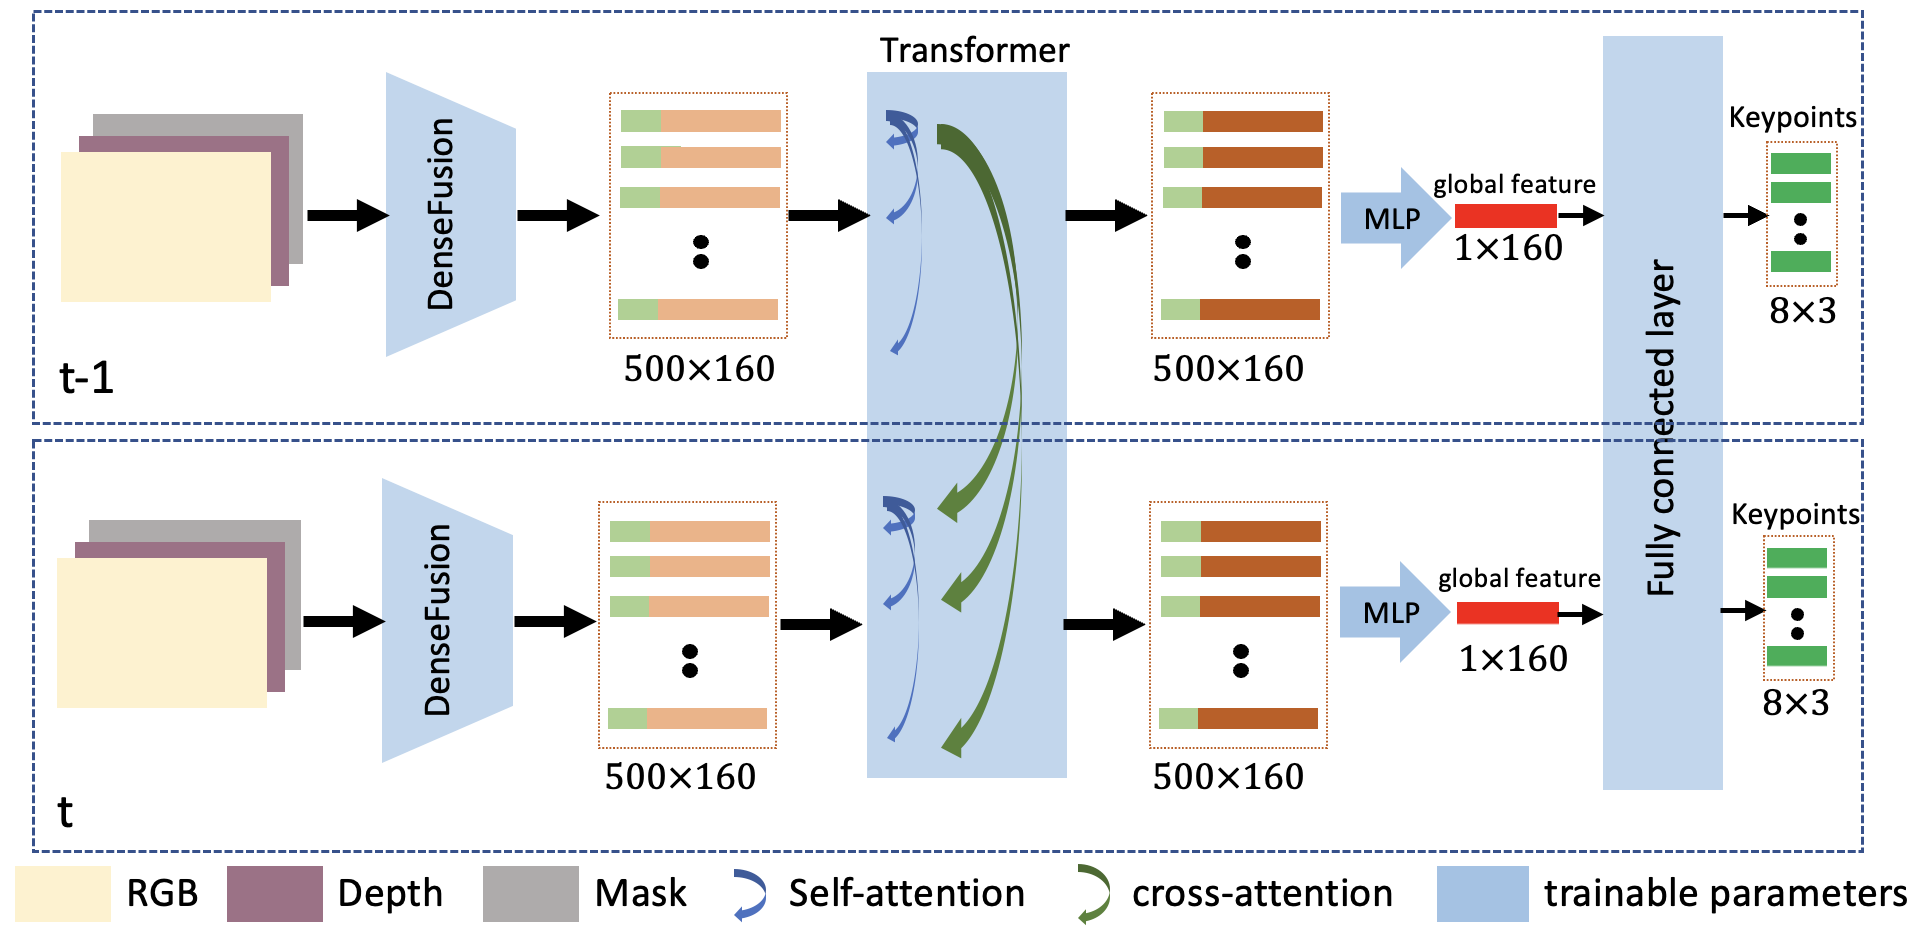 Transformer
DenseFusion
500×160
500×160
MLP
global feature
1×160
Keypoints
8×3
t-1
Fully connected layer
DenseFusion
500×160
500×160
MLP
global feature
1×160
Keypoints
8×3
t
RGB
Depth
Mask
Self-attention
cross-attention
trainable parameters